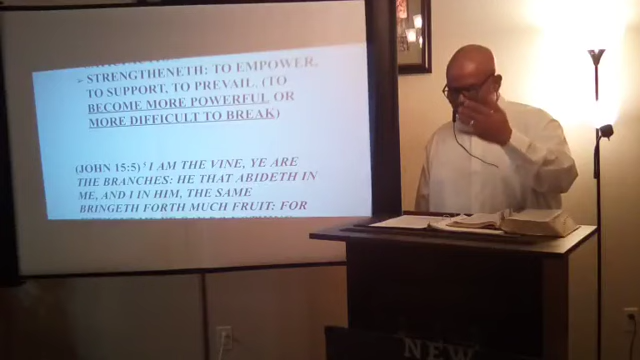 ➢ STRENGTHENETH: TO EMPOWER,
TO SUPPORT, TO PREVAIL. (TO
BECOME MORE POWERFUL OR
MORE DIFFICULT TO BREAK)
(JOHN 15:5) ⁵ I AM THE VINE, YE ARE
THE BRANCHES: HE THAT ABIDETH IN
ME, AND I IN HIM, THE SAME
BRINGETH FORTH MUCH FRUIT: FOR
NEW